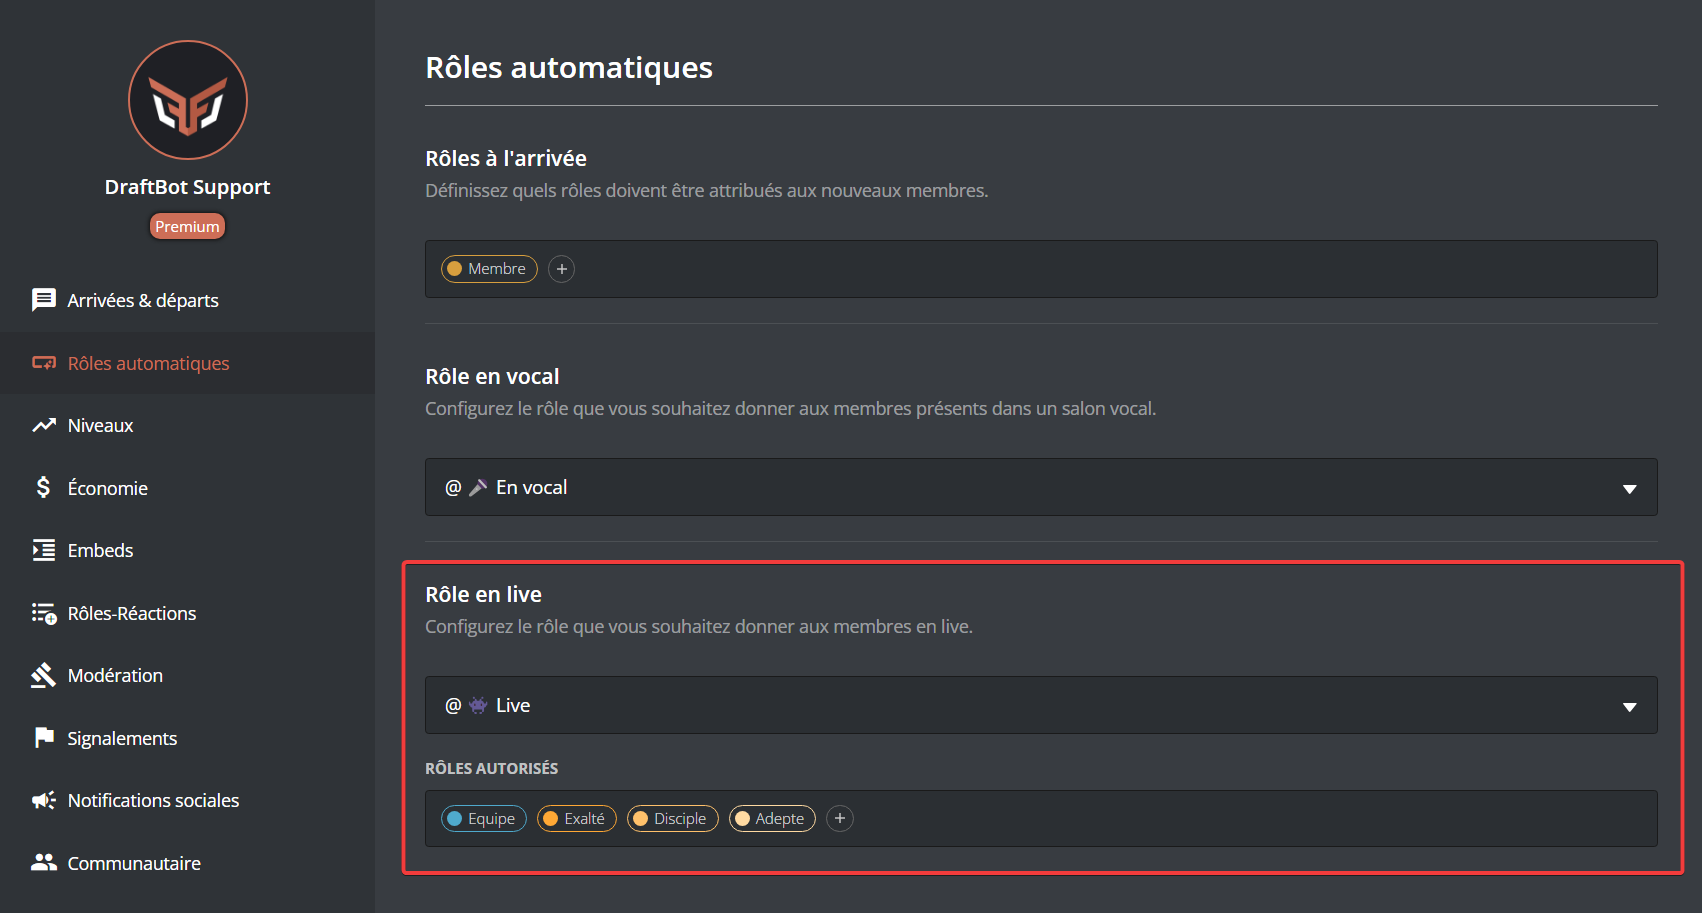 DraftBot Support
Premium
Arrivées & départs
Rôles automatiques
Niveaux
Économie
Embeds
Rôles-Réactions
Modération
Signalements
Notifications sociales
Communautaire
Rôles automatiques
Rôles à l'arrivée
Définissez quels rôles doivent être attribués aux nouveaux membres.
Membre +
Rôle en vocal
Configurez le rôle que vous souhaitez donner aux membres présents dans un salon vocal.
@ 🎤 En vocal
Rôle en live
Configurez le rôle que vous souhaitez donner aux membres en live.
@ 👾 Live
RÔLES AUTORISÉS
Equipe Exalté Disciple Adepte +